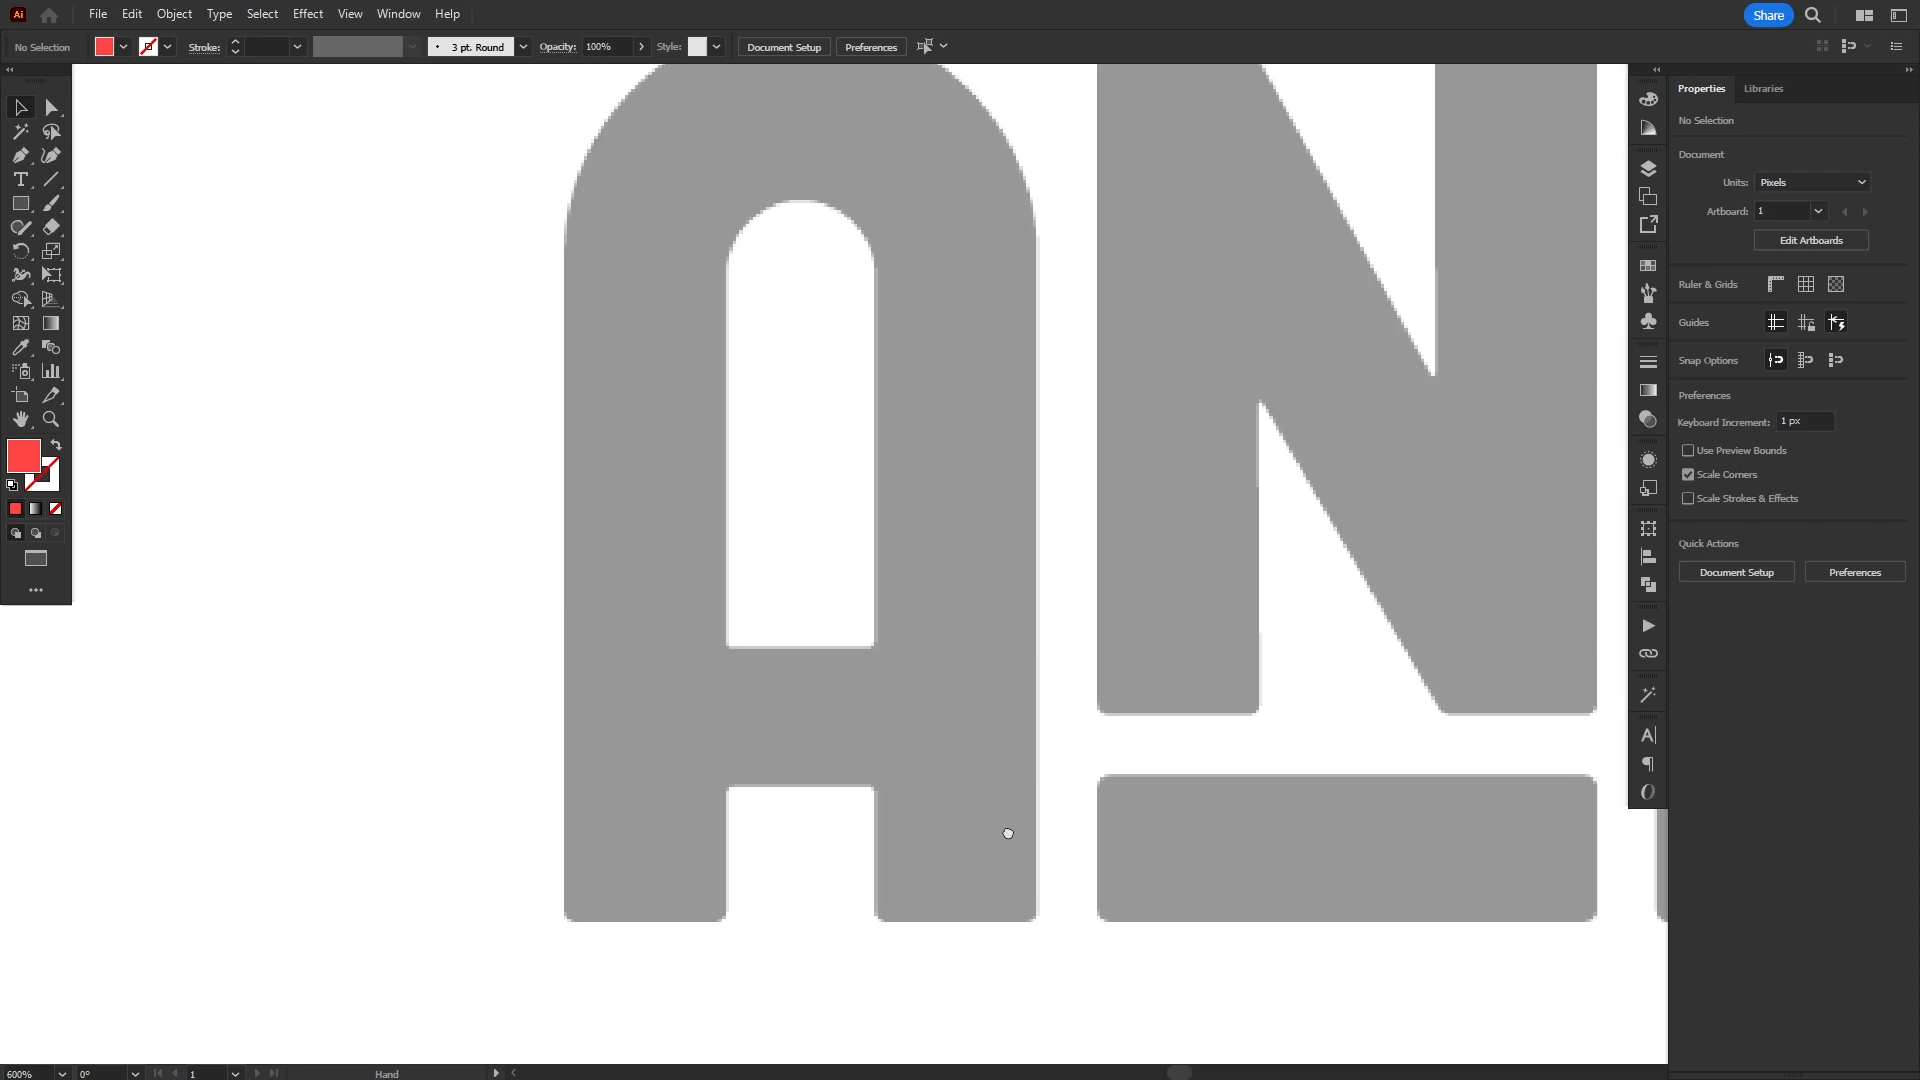 Ai File Edit Object Type Select Effect View Window Help Share
No Selection Stroke: 3 pt. Round Opacity: 100% Style: Document Setup Preferences
Properties Libraries
No Selection
Document
Units: Pixels
Artboard: 1
Edit Artboards
Ruler & Grids
Guides
Snap Options
Preferences
Keyboard Increment: 1 px
Use Preview Bounds
Scale Corners
Scale Strokes & Effects
Quick Actions
Document Setup Preferences
AN
600% 0° 1 Hand